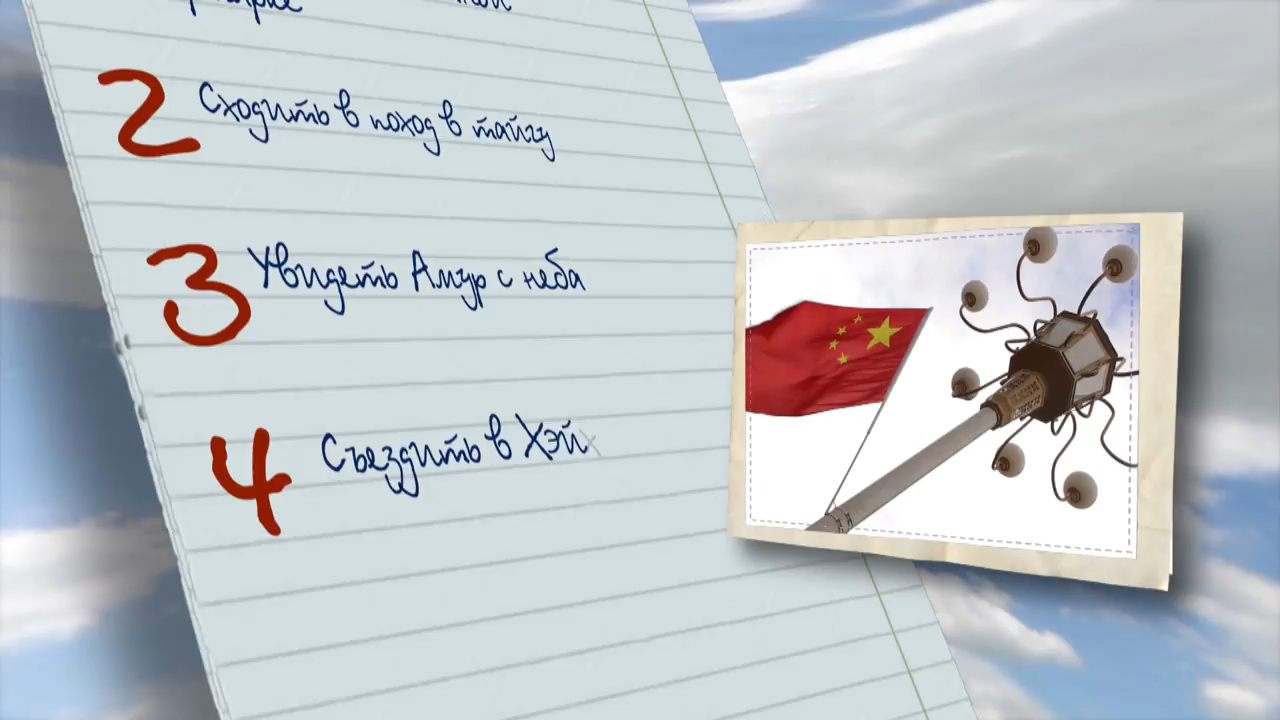 2 Сходить в поход в тайгу
3 Увидеть Амур с неба
4 Съездить в Хэй